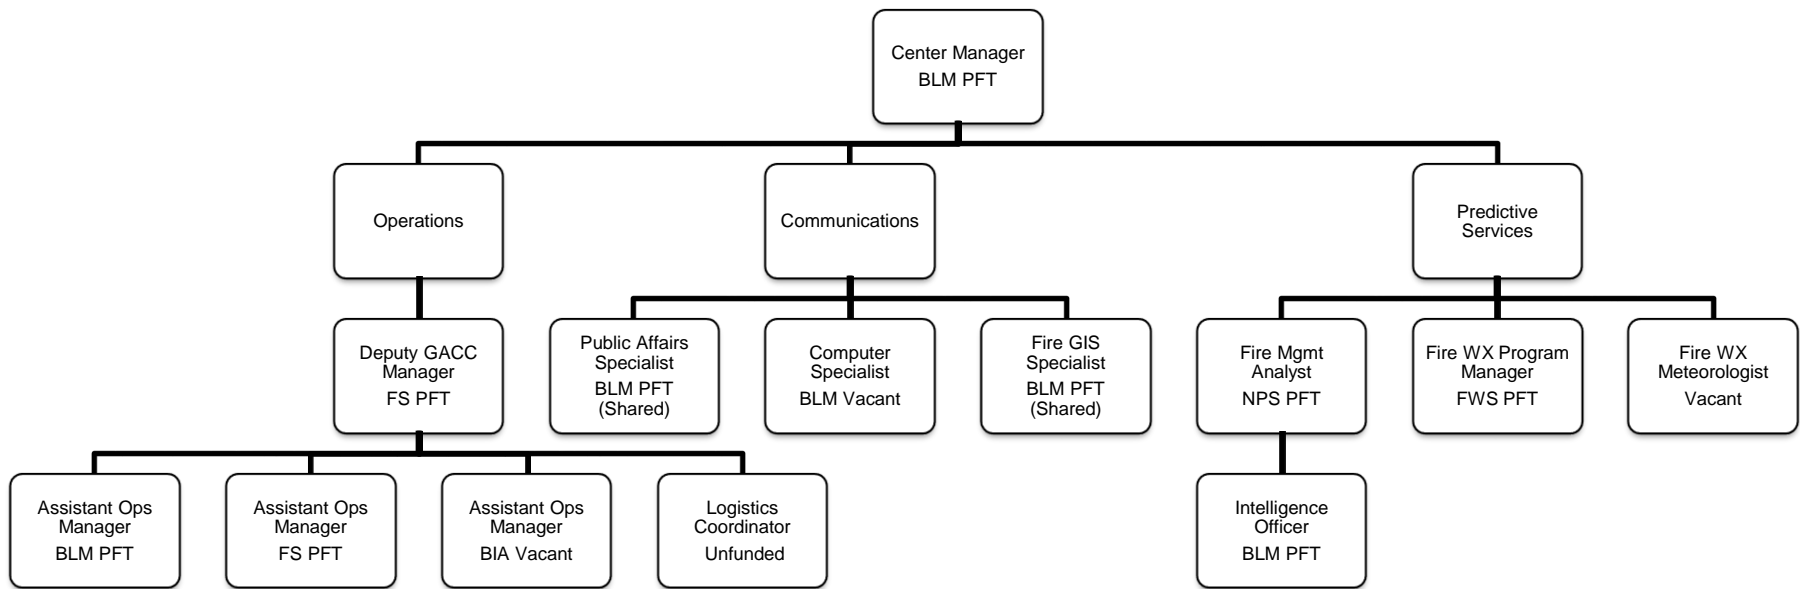 Center Manager
BLM PFT
Operations
Communications
Predictive
Services
Deputy GACC
Manager
FS PFT
Public Affairs
Specialist
BLM PFT
(Shared)
Computer
Specialist
BLM Vacant
Fire GIS
Specialist
BLM PFT
(Shared)
Fire Mgmt
Analyst
NPS PFT
Fire WX Program
Manager
FWS PFT
Fire WX
Meteorologist
Vacant
Assistant Ops
Manager
BLM PFT
Assistant Ops
Manager
FS PFT
Assistant Ops
Manager
BIA Vacant
Logistics
Coordinator
Unfunded
Intelligence
Officer
BLM PFT